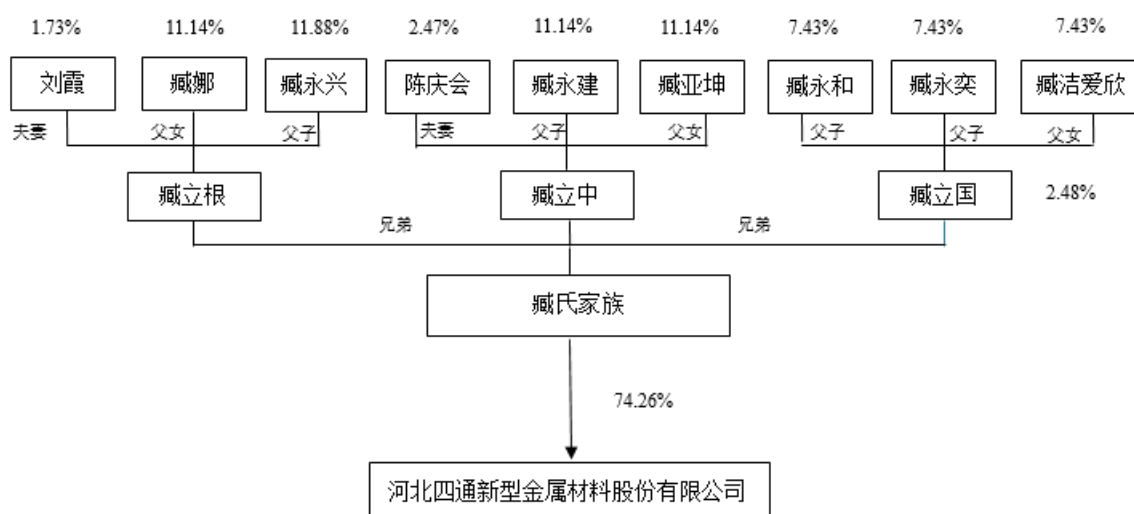 1.73% 11.14% 11.88% 2.47% 11.14% 11.14% 7.43% 7.43% 7.43%
刘霞 臧娜 臧永兴 陈庆会 臧永建 臧亚坤 臧永和 臧永奕 臧洁爱欣
夫妻 父女 父子 夫妻 父子 父女 父子 父子 父女
臧立根 臧立中 臧立国 2.48%
兄弟 兄弟
臧氏家族
74.26%
河北四通新型金属材料股份有限公司